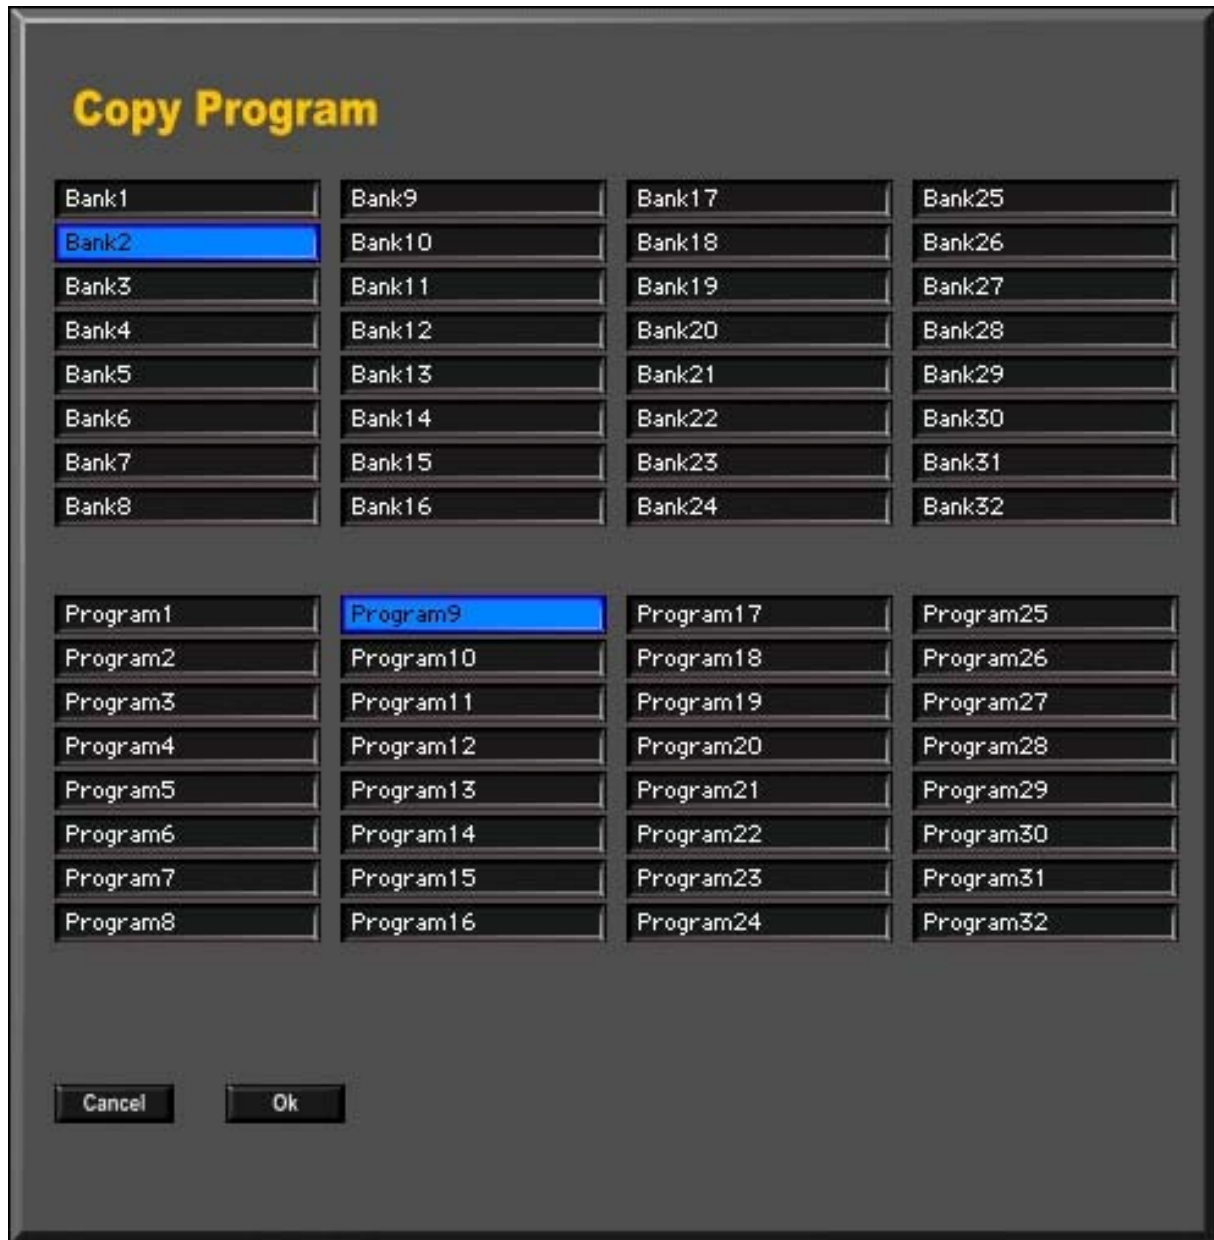 Copy Program
Bank1 Bank9 Bank17 Bank25
Bank2 Bank10 Bank18 Bank26
Bank3 Bank11 Bank19 Bank27
Bank4 Bank12 Bank20 Bank28
Bank5 Bank13 Bank21 Bank29
Bank6 Bank14 Bank22 Bank30
Bank7 Bank15 Bank23 Bank31
Bank8 Bank16 Bank24 Bank32
Program1 Program9 Program17 Program25
Program2 Program10 Program18 Program26
Program3 Program11 Program19 Program27
Program4 Program12 Program20 Program28
Program5 Program13 Program21 Program29
Program6 Program14 Program22 Program30
Program7 Program15 Program23 Program31
Program8 Program16 Program24 Program32
Cancel Ok